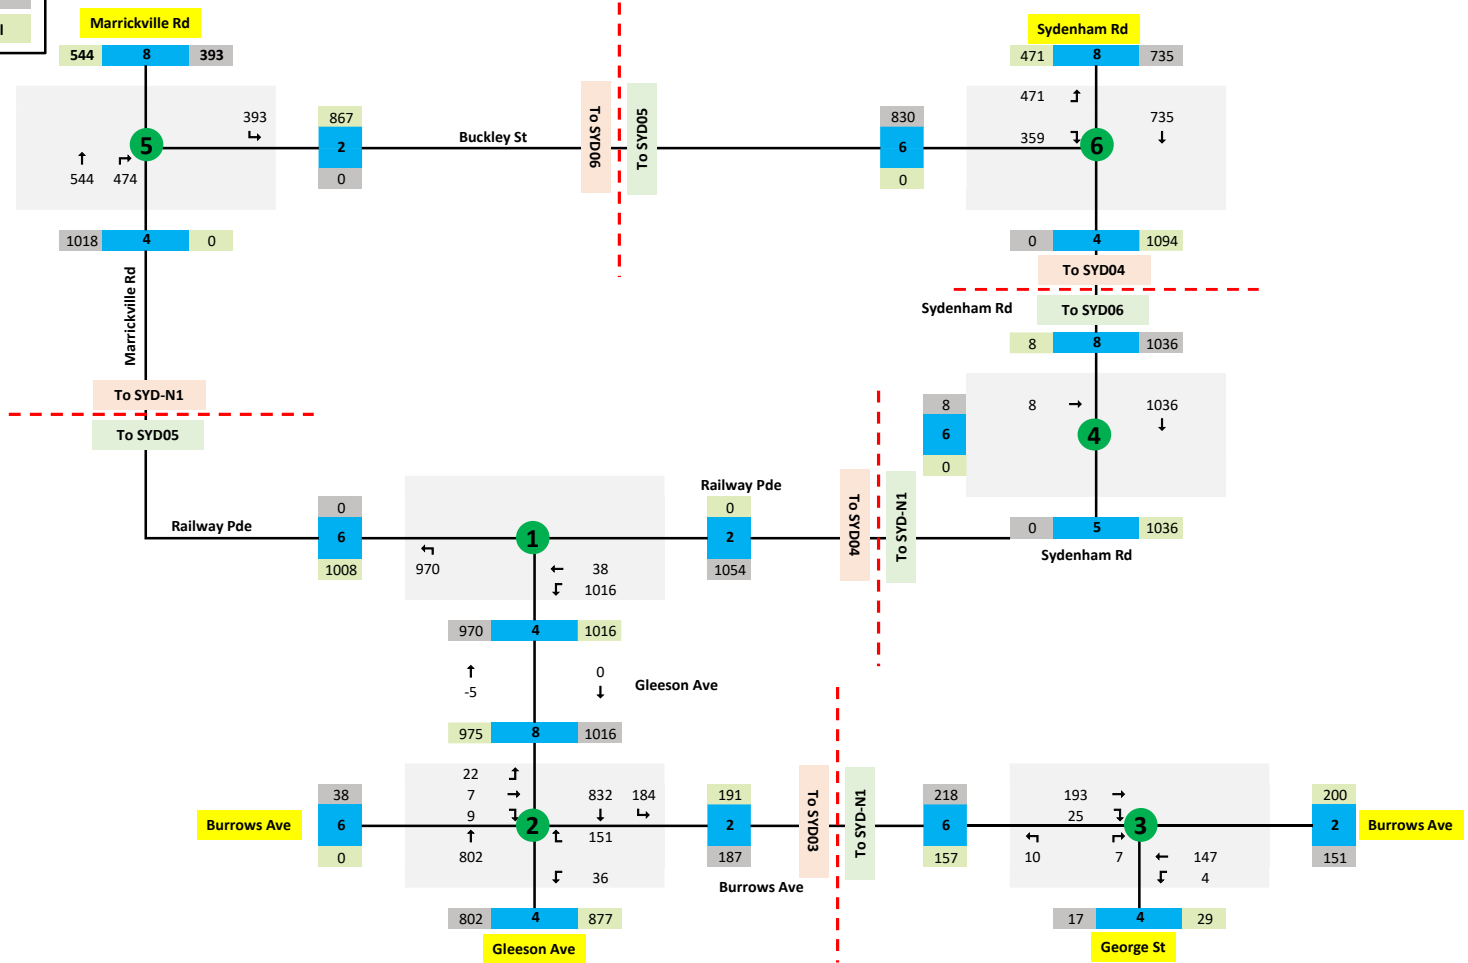 l
Marrickville Rd
544 8 393
Sydenham Rd
471 8 735
393
867
2
0
Buckley St
To SYD06
To SYD05
830
6
0
471
359
735
5
6
544 474
1018 4 0
0 4 1094
To SYD04
Marrickville Rd
Sydenham Rd
To SYD06
8 8 1036
To SYD-N1
To SYD05
8
6
0
8
1036
4
Railway Pde
0
6
1008
1
970
38
1016
Railway Pde
0
2
1054
To SYD04
To SYD-N1
0 5 1036
Sydenham Rd
970 4 1016
-5
0
Gleeson Ave
975 8 1016
Burrows Ave
38
6
0
22
7
9
802
832 184
151
2
36
191
2
187
To SYD03
To SYD-N1
Burrows Ave
218
6
157
193
25
3
10 7
147
4
200
2
151
Burrows Ave
802 4 877
Gleeson Ave
17 4 29
George St